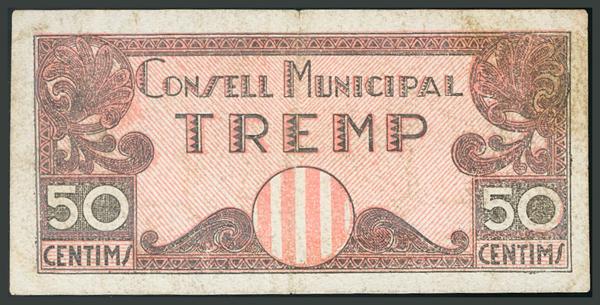 CONSELL MUNICIPAL
TREMP
50 50
CENTIMS CENTIMS